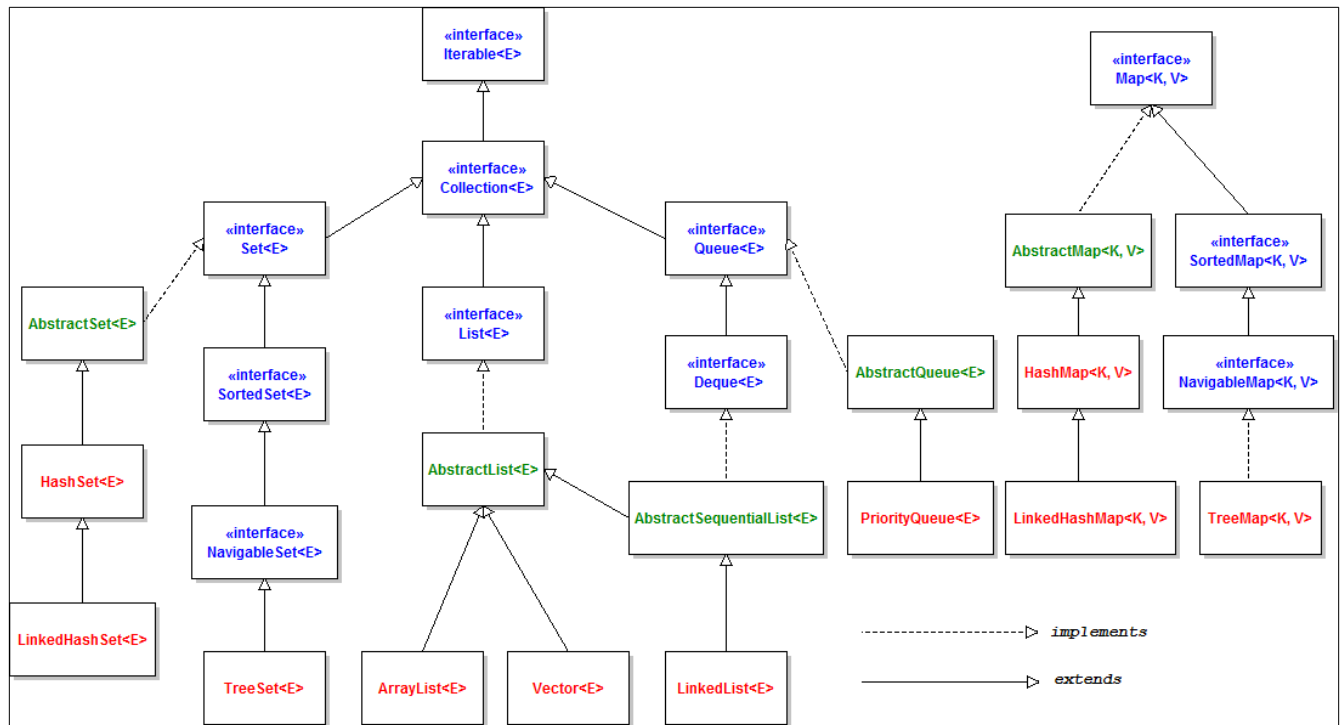 «interface»
Iterable<E>
«interface»
Map<K, V>
«interface»
Collection<E>
«interface»
Set<E>
«interface»
Queue<E>
AbstractMap<K, V>
«interface»
SortedMap<K, V>
AbstractSet<E>
«interface»
List<E>
«interface»
SortedSet<E>
«interface»
Deque<E>
AbstractQueue<E>
HashMap<K, V>
«interface»
NavigableMap<K, V>
HashSet<E>
AbstractList<E>
AbstractSequentialList<E>
PriorityQueue<E>
LinkedHashMap<K, V>
TreeMap<K, V>
«interface»
NavigableSet<E>
LinkedHashSet<E>
TreeSet<E>
ArrayList<E>
Vector<E>
LinkedList<E>
implements
extends